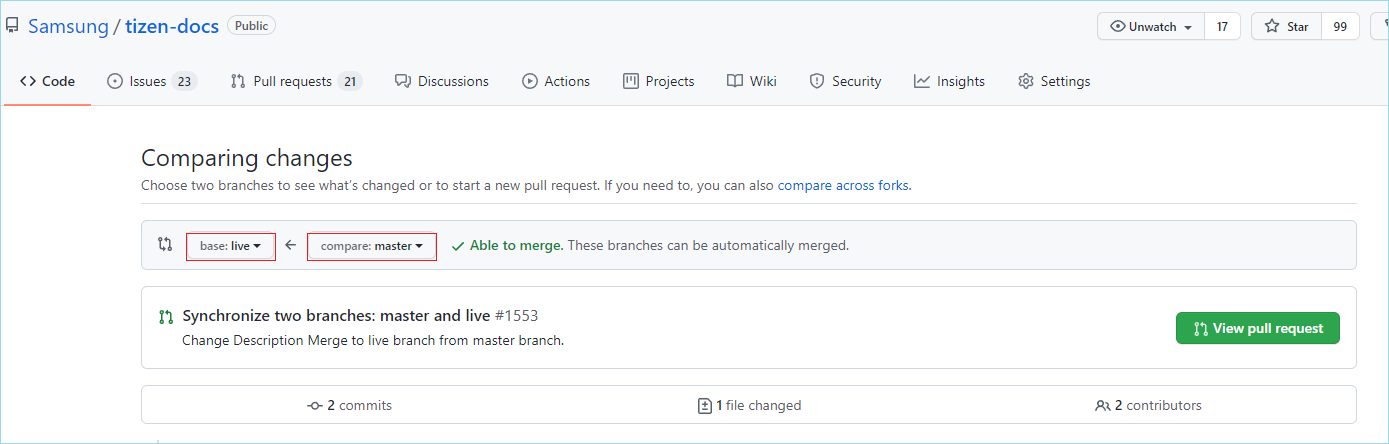 Samsung / tizen-docs Public Unwatch 17 Star 99
Code Issues 23 Pull requests 21 Discussions Actions Projects Wiki Security Insights Settings
Comparing changes
Choose two branches to see what's changed or to start a new pull request. If you need to, you can also compare across forks.
base: live compare: master Able to merge. These branches can be automatically merged.
Synchronize two branches: master and live #1553
Change Description Merge to live branch from master branch.
View pull request
2 commits 1 file changed 2 contributors